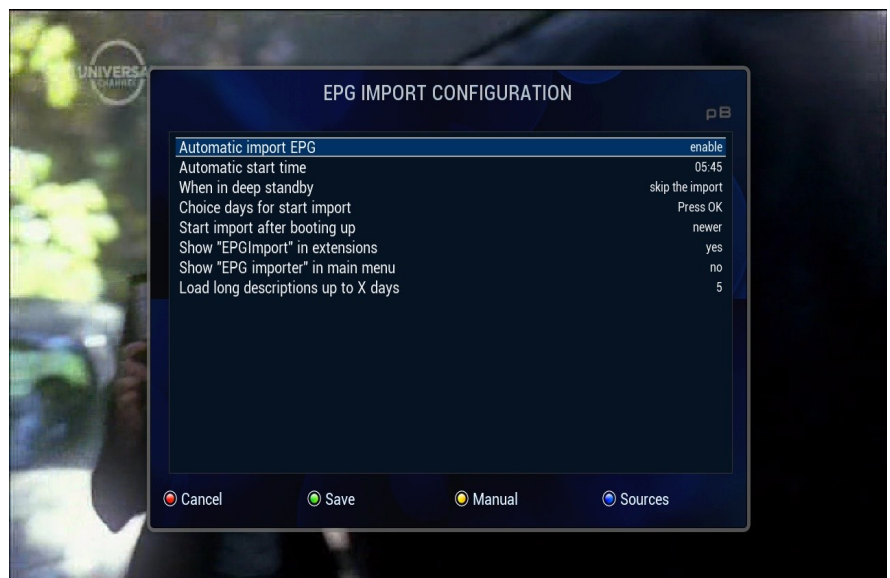 UNIVERSAL
CHANNEL
EPG IMPORT CONFIGURATION
pB
Automatic import EPG enable
Automatic start time 05:45
When in deep standby skip the import
Choice days for start import Press OK
Start import after booting up newer
Show "EPGImport" in extensions yes
Show "EPG importer" in main menu no
Load long descriptions up to X days 5
Cancel Save Manual Sources